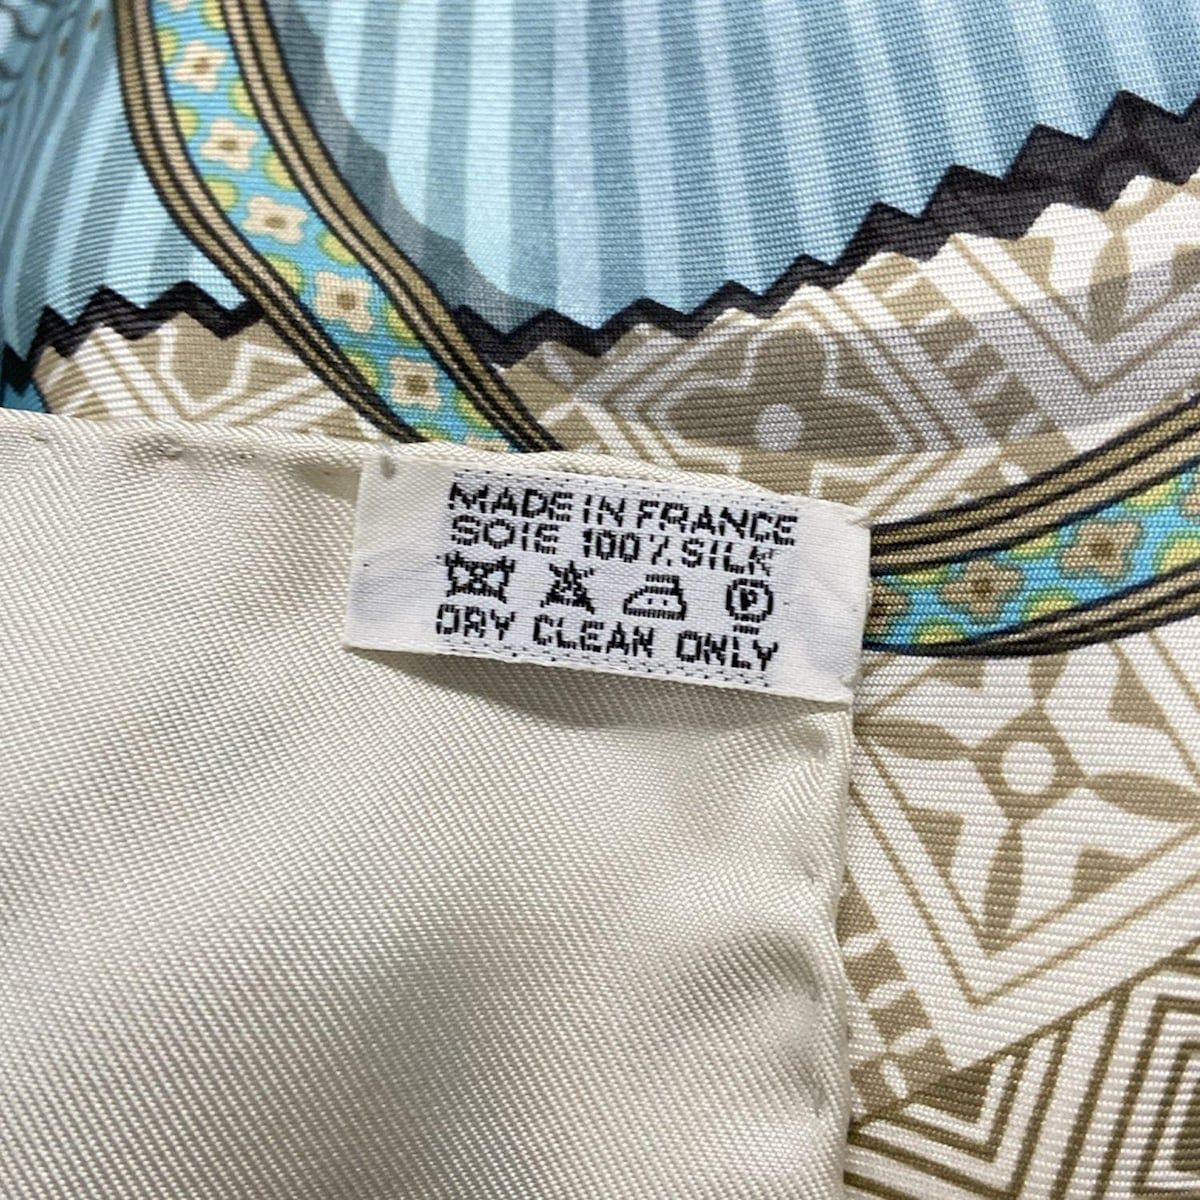 MADE IN FRANCE
SOIE 100% SILK
P
DRY CLEAN ONLY